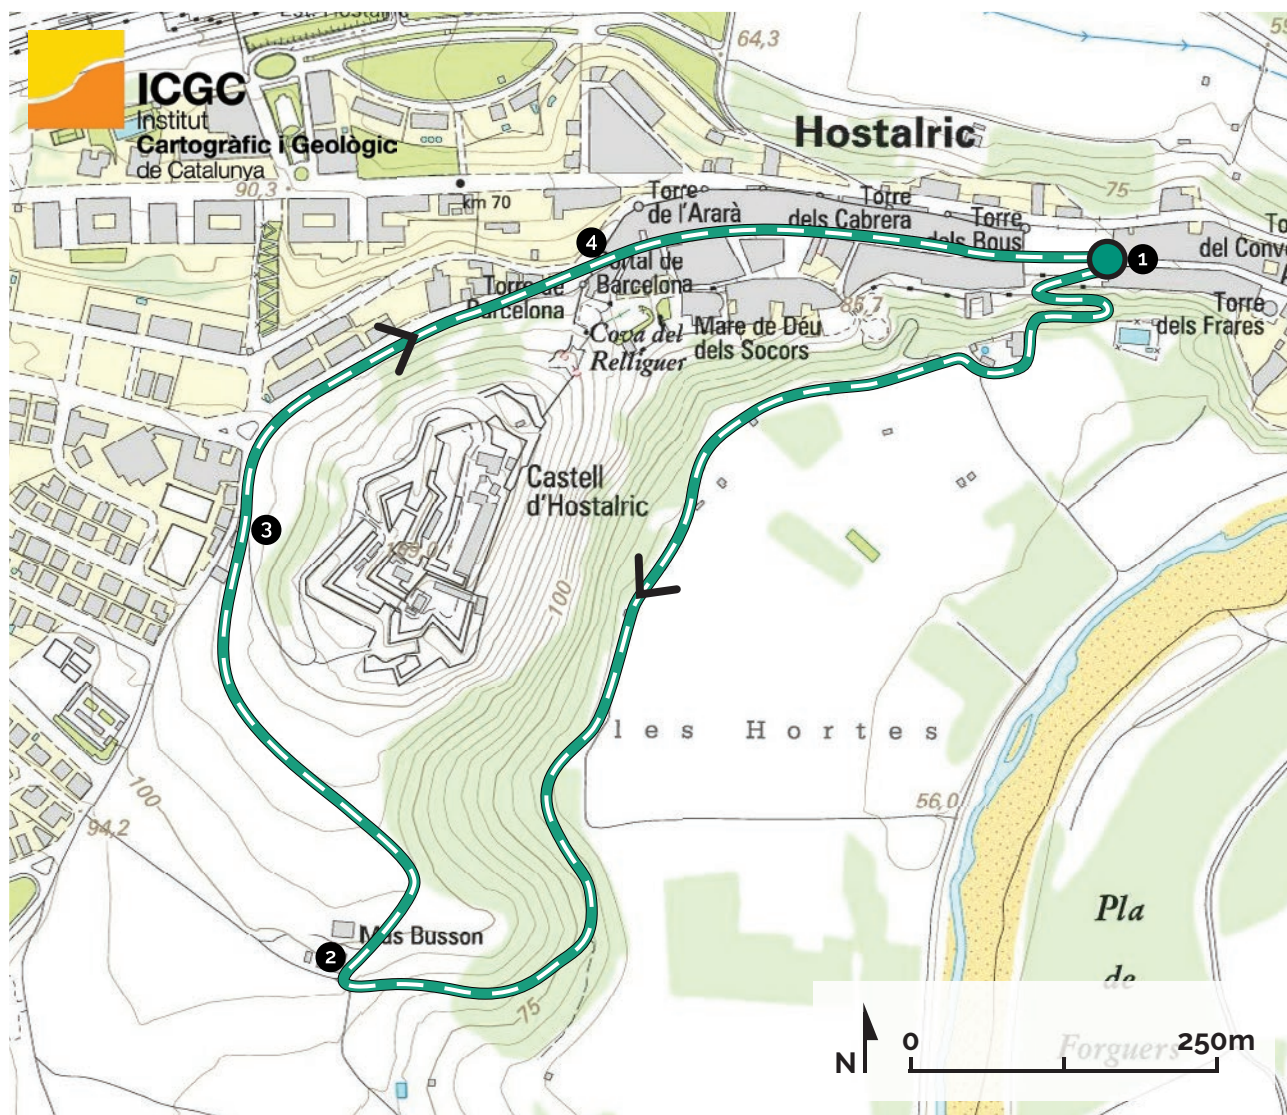 64,3
ICGC
Institut
Cartogràfic i Geològic
de Catalunya
Hostalric
90,3
km 70
75
Torre
de l'Ararà
Torre
dels Cabrera
Torre
dels Bous
del
4
1
Portal de
Barcelona
Torre de
Barcelona
85,7
Torre
dels Frares
Cova del
Rellíguer
Mare de Déu
dels Socors
Castell
d'Hostalric
3
100
les Hortes
100
94,2
56,0
Mas Busson
2
75
Pla
de
Forguers
N
0
250m